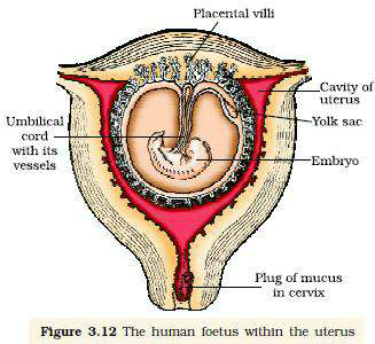 Placental villi
Cavity of
uterus
Umbilical
cord
with its
vessels
Yolk sac
Embryo
Plug of mucus
in cervix
Figure 3.12 The human foetus within the uterus